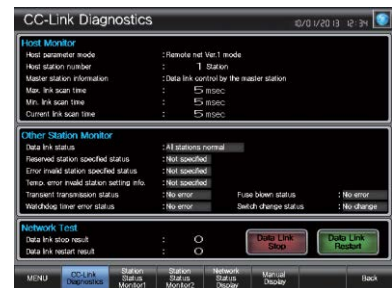 CC-Link Diagnostics
12:34
Host Monitor
Host parameter mode :Remote net Ver.1 mode
Host station number : 1 Station
Master station information :Data link control by the master station
Max. link scan time : 5 msec
Min. link scan time : 5 msec
Current link scan time : 5 msec
Other Station Monitor
Data link status :All stations normal
Reserved station specified status :Not specified
Error invalid station specified status :Not specified
Temp. error invalid station setting info. :Not specified
Transient transmission status :No error Fuse blown status :No error
Watchdog timer error status :No error Switch change status :No change
Network Test
Data link stop result : 0
Data link restart result : 0
Data Link Stop
Data Link Restart
MENU
CC-Link Diagnostics
Station Status Monitor1
Station Status Monitor2
Network Status Display
Manual Display
Back